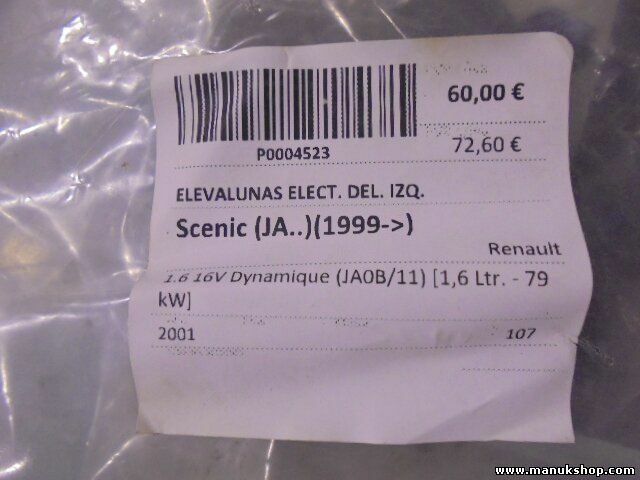 60,00 €
P0004523
72,60 €
ELEVALUNAS ELECT. DEL. IZQ.
Scenic (JA..)(1999->)
Renault
1.6 16V Dynamique (JA0B/11) [1,6 Ltr. - 79
kW]
2001 107
www.manukshop.com